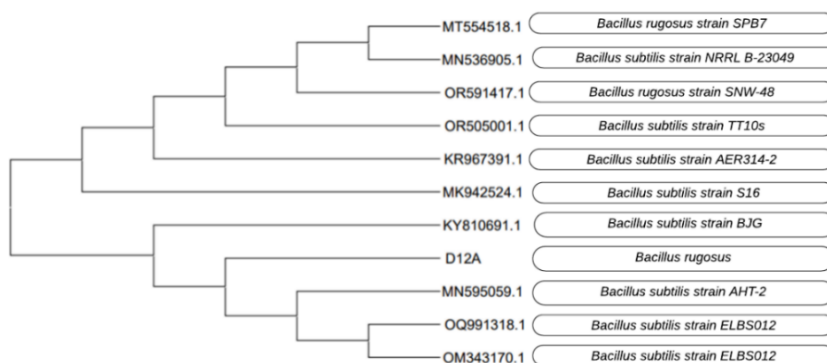 MT554518.1 Bacillus rugosus strain SPB7
MN536905.1 Bacillus subtilis strain NRRL B-23049
OR591417.1 Bacillus rugosus strain SNW-48
OR505001.1 Bacillus subtilis strain TT10s
KR967391.1 Bacillus subtilis strain AER314-2
MK942524.1 Bacillus subtilis strain S16
KY810691.1 Bacillus subtilis strain BJG
D12A Bacillus rugosus
MN595059.1 Bacillus subtilis strain AHT-2
OQ991318.1 Bacillus subtilis strain ELBS012
OM343170.1 Bacillus subtilis strain ELBS012